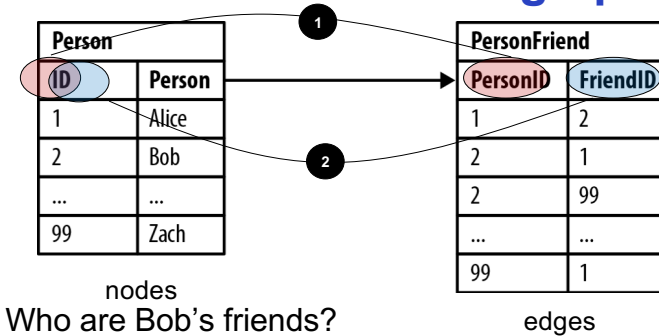 1
Person
ID Person
1 Alice
2 Bob
... ...
99 Zach
nodes
2
PersonFriend
PersonID FriendID
1 2
2 1
2 99
... ...
99 1
edges
Who are Bob's friends?